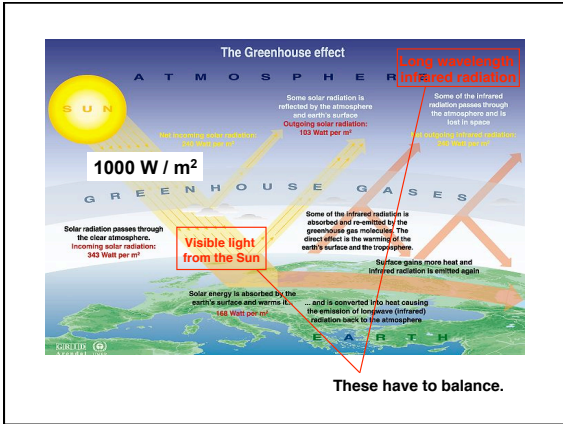 The Greenhouse effect
Long wavelength
infrared radiation
A T M O S P H E R E
S U N
Some solar radiation is
reflected by the atmosphere
and earth's surface
Outgoing solar radiation:
103 Watt per m²
Some of the infrared
radiation passes through
the atmosphere and is
lost in space
Net outgoing infrared radiation:
240 Watt per m²
Net incoming solar radiation:
240 Watt per m²
1000 W / m²
G R E E N H O U S E G A S E S
Solar radiation passes through
the clear atmosphere.
Incoming solar radiation:
343 Watt per m²
Visible light
from the Sun
Some of the infrared radiation is
absorbed and re-emitted by the
greenhouse gas molecules. The
direct effect is the warming of the
earth's surface and the troposphere.
Surface gains more heat and
infrared radiation is emitted again
Solar energy is absorbed by the
earth's surface and warms it...
168 Watt per m²
... and is converted into heat causing
the emission of longwave (infrared)
radiation back to the atmosphere
E A R T H
G R I D
Arendal UNEP
These have to balance.